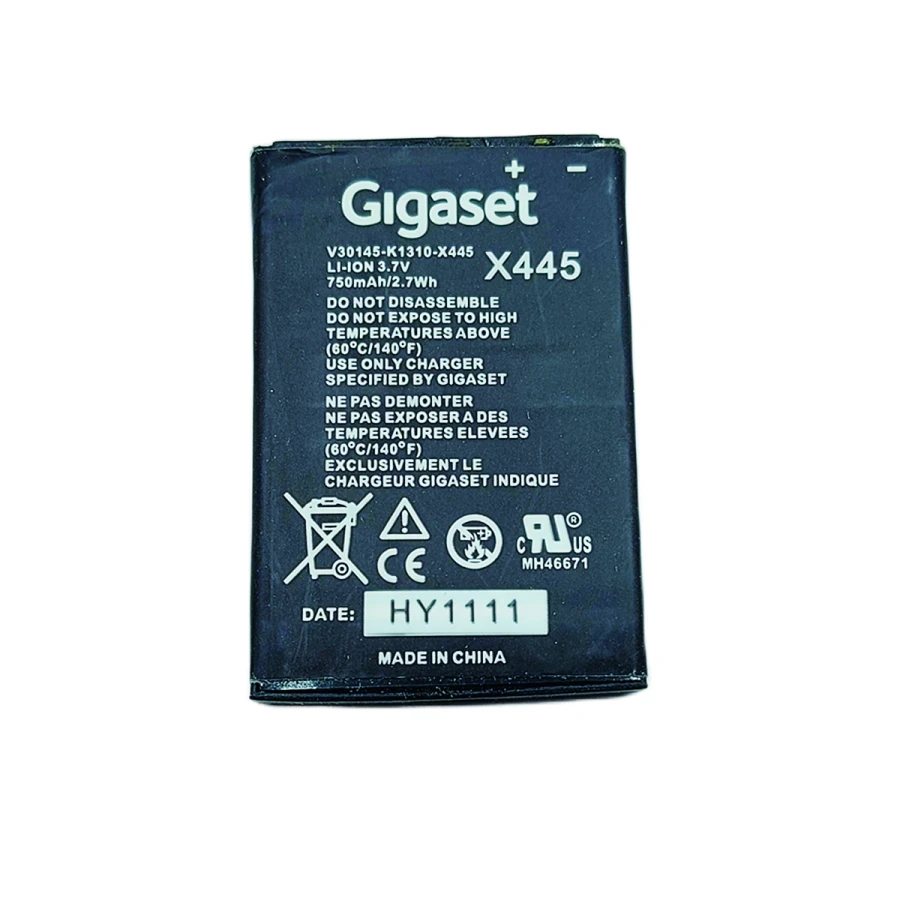 + −
Gigaset
V30145-K1310-X445
LI-ION 3.7V
750mAh/2.7Wh
X445
DO NOT DISASSEMBLE
DO NOT EXPOSE TO HIGH
TEMPERATURES ABOVE
(60°C/140°F)
USE ONLY CHARGER
SPECIFIED BY GIGASET
NE PAS DEMONTER
NE PAS EXPOSER A DES
TEMPERATURES ELEVEES
(60°C/140°F)
EXCLUSIVEMENT LE
CHARGEUR GIGASET INDIQUE
CE
c RU ® US
MH46671
DATE: HY1111
MADE IN CHINA